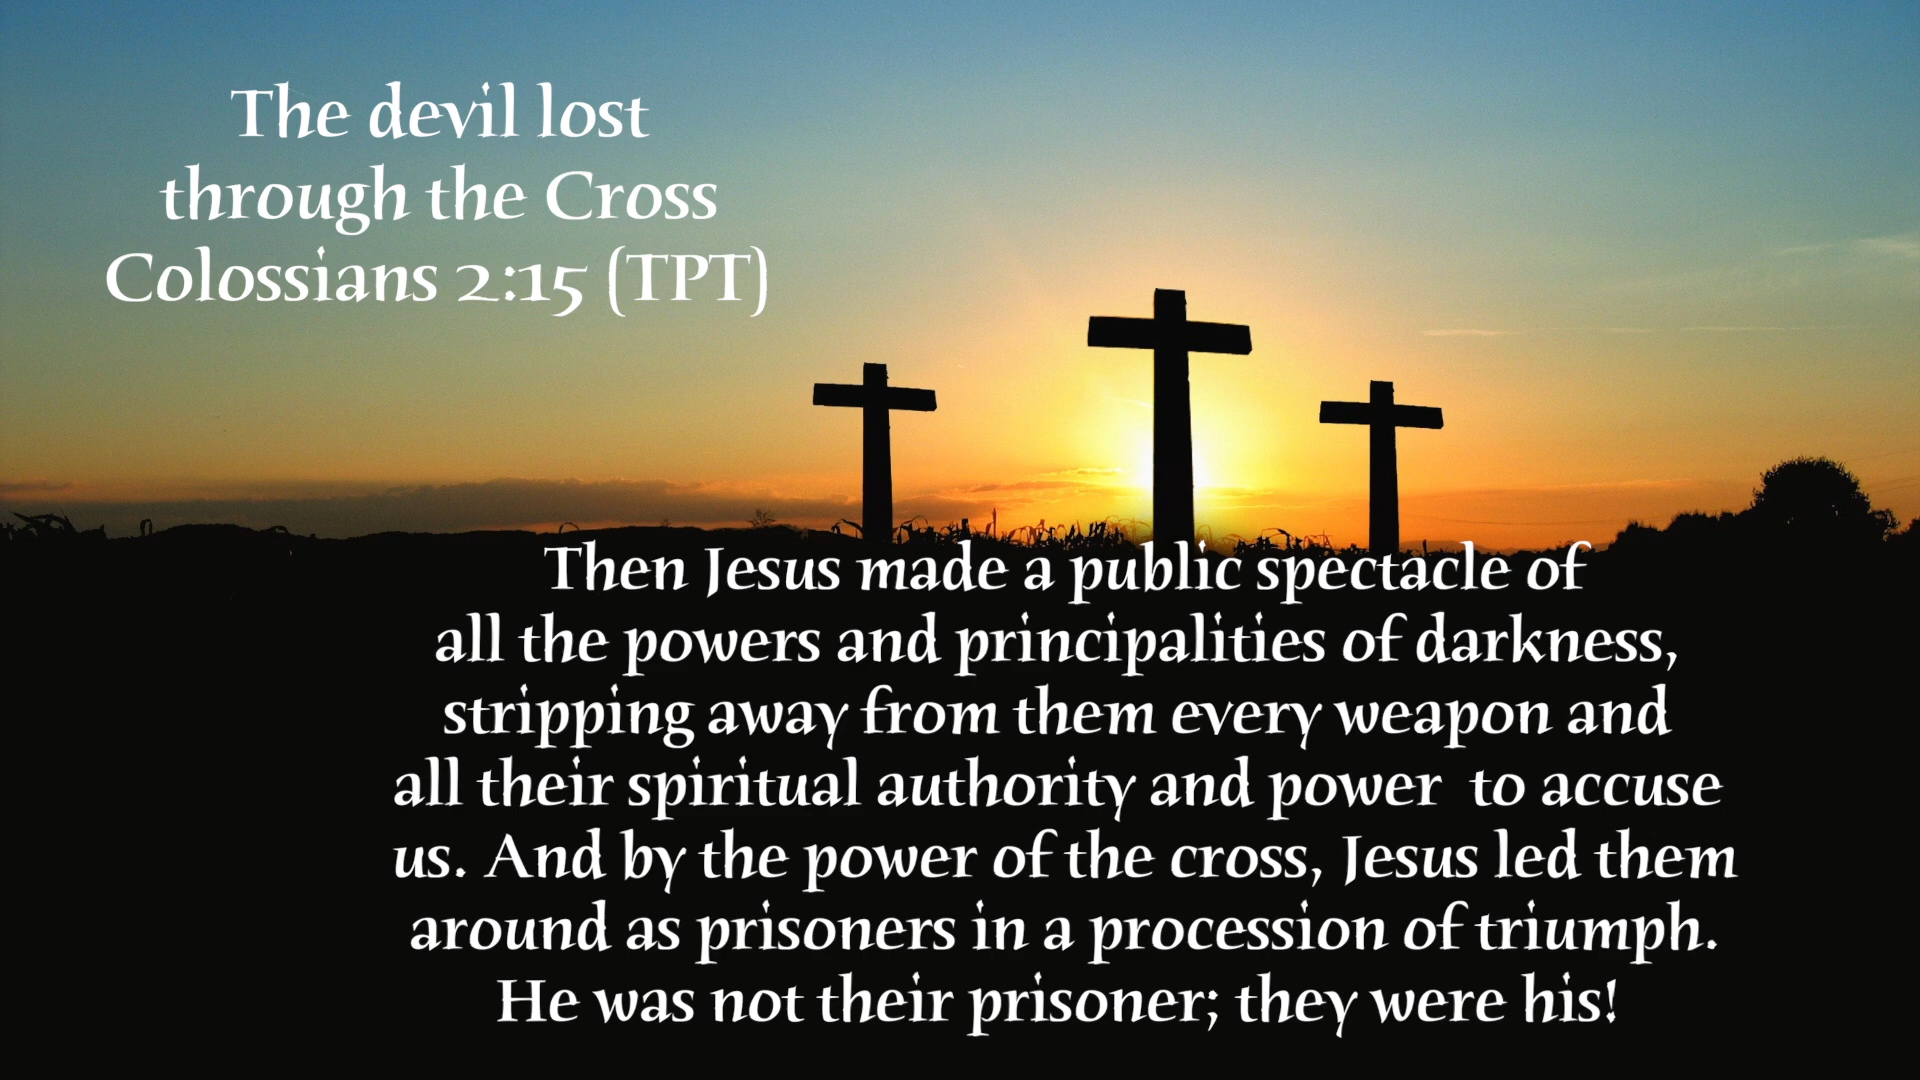 The devil lost
through the Cross
Colossians 2:15 (TPT)
Then Jesus made a public spectacle of
all the powers and principalities of darkness,
stripping away from them every weapon and
all their spiritual authority and power  to accuse
us. And by the power of the cross, Jesus led them
around as prisoners in a procession of triumph.
He was not their prisoner; they were his!